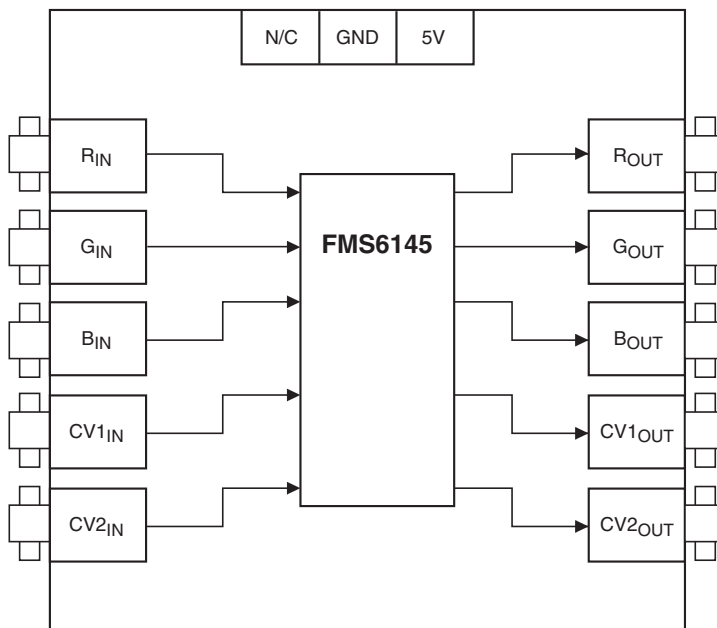 N/C GND 5V
RIN ROUT
FMS6145
GIN GOUT
BIN BOUT
CV1IN CV1OUT
CV2IN CV2OUT